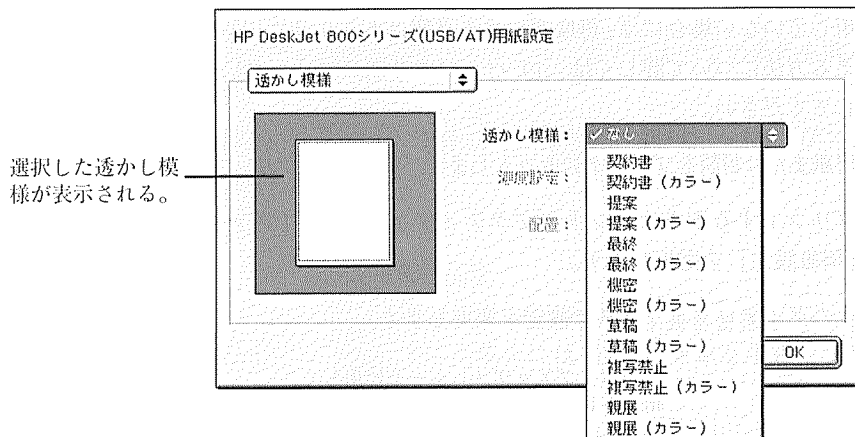 HP DeskJet 800シリーズ(USB/AT)用紙設定
透かし模様
選択した透かし模
様が表示される。
透かし模様：
✓なし
濃度設定：
配置：
契約書
契約書（カラー）
提案
提案（カラー）
最終
最終（カラー）
機密
機密（カラー）
草稿
草稿（カラー）
複写禁止
複写禁止（カラー）
親展
親展（カラー）
OK